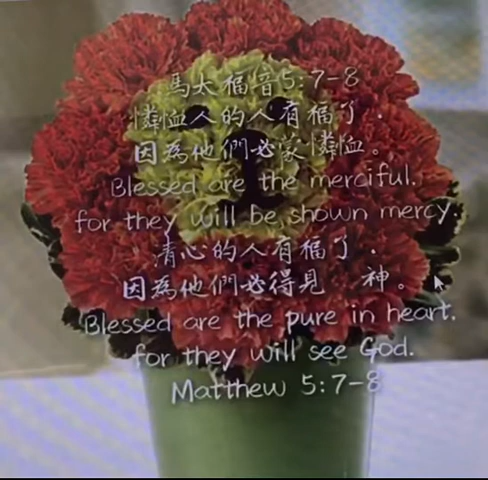 馬太福音5:7-8
憐恤人的人有福了.
因為他們必蒙憐恤。
Blessed are the merciful.
for they will be shown mercy.
清心的人有福了.
因為他們必得見 神。
Blessed are the pure in heart.
for they will see God.
Matthew 5:7-8